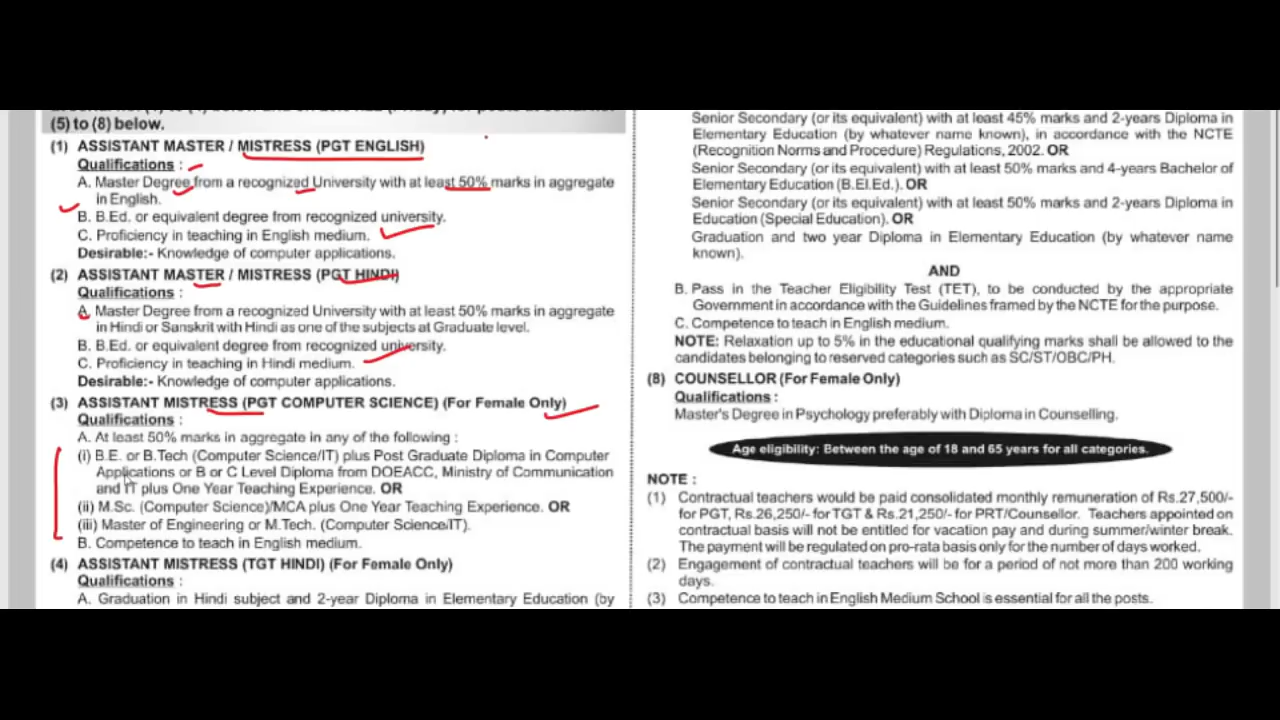 (5) to (8) below.
(1) ASSISTANT MASTER / MISTRESS (PGT ENGLISH)
Qualifications :
A. Master Degree from a recognized University with at least 50% marks in aggregate
in English.
B. B.Ed. or equivalent degree from recognized university.
C. Proficiency in teaching in English medium.
Desirable:- Knowledge of computer applications.
(2) ASSISTANT MASTER / MISTRESS (PGT HINDI)
Qualifications :
A. Master Degree from a recognized University with at least 50% marks in aggregate
in Hindi or Sanskrit with Hindi as one of the subjects at Graduate level.
B. B.Ed. or equivalent degree from recognized university.
C. Proficiency in teaching in Hindi medium.
Desirable:- Knowledge of computer applications.
(3) ASSISTANT MISTRESS (PGT COMPUTER SCIENCE) (For Female Only)
Qualifications :
A. At least 50% marks in aggregate in any of the following :
(i) B.E. or B.Tech (Computer Science/IT) plus Post Graduate Diploma in Computer
Applications or B or C Level Diploma from DOEACC, Ministry of Communication
and IT plus One Year Teaching Experience. OR
(ii) M.Sc. (Computer Science)/MCA plus One Year Teaching Experience. OR
(iii) Master of Engineering or M.Tech. (Computer Science/IT).
B. Competence to teach in English medium.
(4) ASSISTANT MISTRESS (TGT HINDI) (For Female Only)
Qualifications :
A. Graduation in Hindi subject and 2-year Diploma in Elementary Education (by
Senior Secondary (or its equivalent) with at least 45% marks and 2-years Diploma in
Elementary Education (by whatever name known), in accordance with the NCTE
(Recognition Norms and Procedure) Regulations, 2002. OR
Senior Secondary (or its equivalent) with at least 50% marks and 4-years Bachelor of
Elementary Education (B.El.Ed.). OR
Senior Secondary (or its equivalent) with at least 50% marks and 2-years Diploma in
Education (Special Education). OR
Graduation and two year Diploma in Elementary Education (by whatever name
known).
AND
B. Pass in the Teacher Eligibility Test (TET), to be conducted by the appropriate
Government in accordance with the Guidelines framed by the NCTE for the purpose.
C. Competence to teach in English medium.
NOTE: Relaxation up to 5% in the educational qualifying marks shall be allowed to the
candidates belonging to reserved categories such as SC/ST/OBC/PH.
(8) COUNSELLOR (For Female Only)
Qualifications :
Master's Degree in Psychology preferably with Diploma in Counselling.
Age eligibility: Between the age of 18 and 65 years for all categories.
NOTE :
(1) Contractual teachers would be paid consolidated monthly remuneration of Rs.27,500/-
for PGT, Rs.26,250/- for TGT & Rs.21,250/- for PRT/Counsellor. Teachers appointed on
contractual basis will not be entitled for vacation pay and during summer/winter break.
The payment will be regulated on pro-rata basis only for the number of days worked.
(2) Engagement of contractual teachers will be for a period of not more than 200 working
days.
(3) Competence to teach in English Medium School is essential for all the posts.